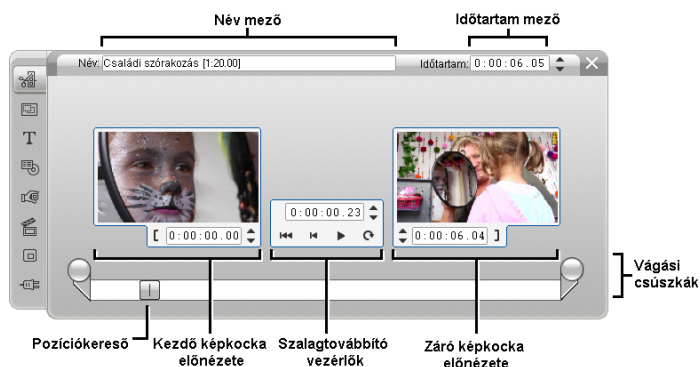 Név mező
Időtartam mező
Név: Családi szórakozás [1:20.00]
Időtartam: 0:00:06.05
0:00:00.23
[ 0:00:00.00
0:00:06.04 ]
T
Vágási
csúszkák
Pozíciókereső
Kezdő képkocka
előnézete
Szalagtovábbító
vezérlők
Záró képkocka
előnézete